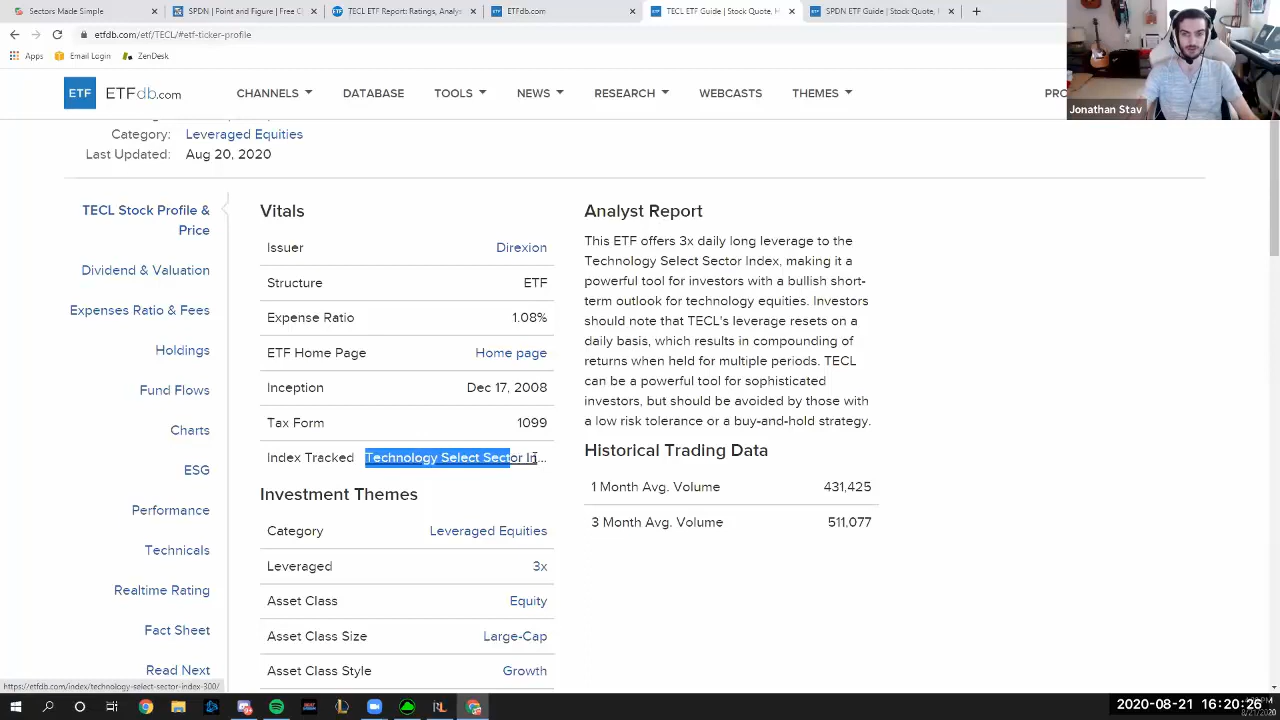 Sectors Made Simple
SPDN | Point and Figure | Free C
TECL ETF Report: Ratings, Analys
ETFdb.com
TECL ETF Guide | Stock Quote, H
SPDN ETF Guide | Stock Quote
etfdb.com/etf/TECL/#etf-ticker-profile
Apps
Email Login
ZenDesk
Jonathan Stav
ETF
ETFdb.com
CHANNELS
DATABASE
TOOLS
NEWS
RESEARCH
WEBCASTS
THEMES
PRO
Category:
Leveraged Equities
Last Updated:
Aug 20, 2020
TECL Stock Profile &
Price
Dividend & Valuation
Expenses Ratio & Fees
Holdings
Fund Flows
Charts
ESG
Performance
Technicals
Realtime Rating
Fact Sheet
Read Next
Vitals
Issuer Direxion
Structure ETF
Expense Ratio 1.08%
ETF Home Page Home page
Inception Dec 17, 2008
Tax Form 1099
Index Tracked Technology Select Sector In...
Investment Themes
Category Leveraged Equities
Leveraged 3x
Asset Class Equity
Asset Class Size Large-Cap
Asset Class Style Growth
Analyst Report
This ETF offers 3x daily long leverage to the
Technology Select Sector Index, making it a
powerful tool for investors with a bullish short-
term outlook for technology equities. Investors
should note that TECL's leverage resets on a
daily basis, which results in compounding of
returns when held for multiple periods. TECL
can be a powerful tool for sophisticated
investors, but should be avoided by those with
a low risk tolerance or a buy-and-hold strategy.
Historical Trading Data
1 Month Avg. Volume 431,425
3 Month Avg. Volume 511,077
https://etfdb.com/index/technology-select-sector-index-300/
2020-08-21 16:20:26